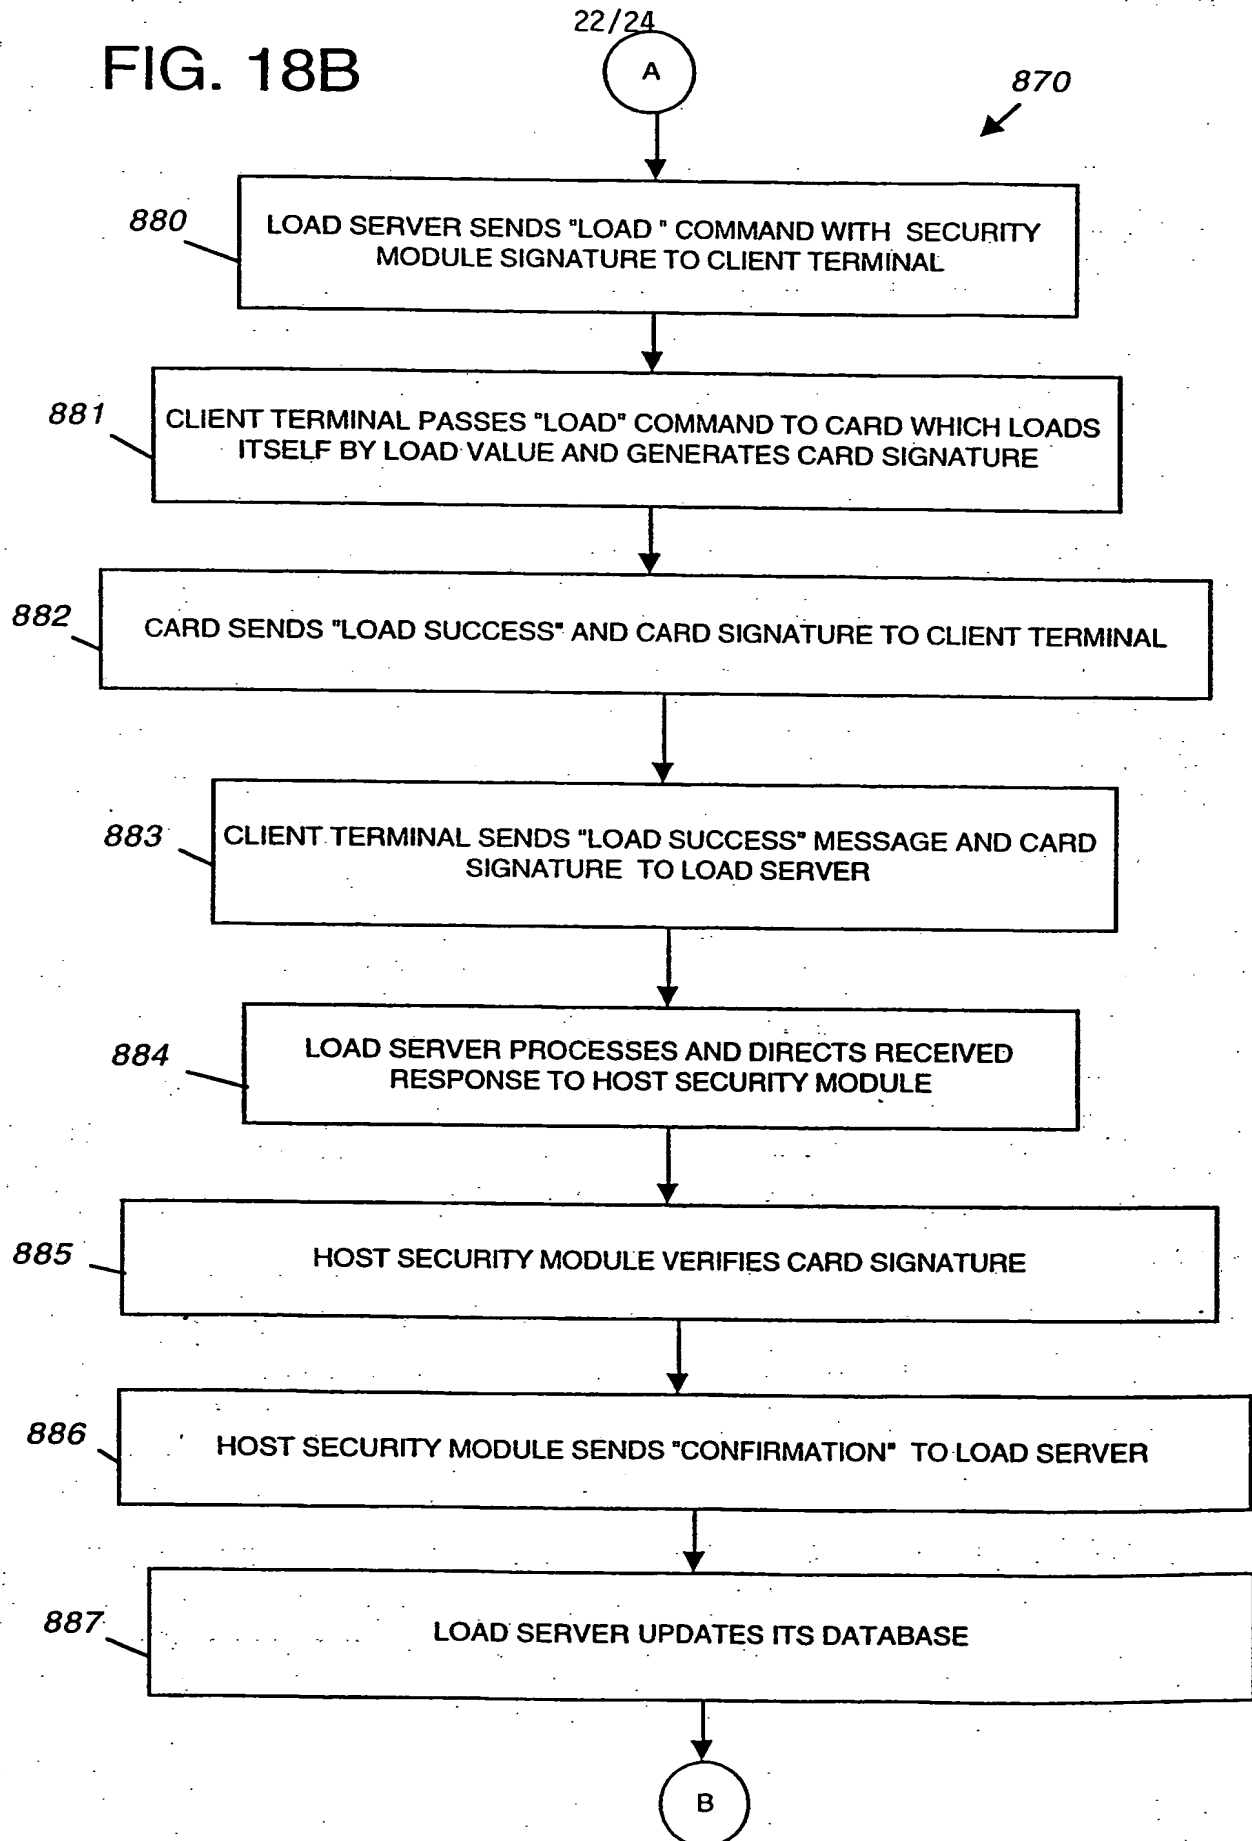 22/24
FIG. 18B
A
870
880
LOAD SERVER SENDS "LOAD " COMMAND WITH SECURITY
MODULE SIGNATURE TO CLIENT TERMINAL
881
CLIENT TERMINAL PASSES "LOAD" COMMAND TO CARD WHICH LOADS
ITSELF BY LOAD VALUE AND GENERATES CARD SIGNATURE
882
CARD SENDS "LOAD SUCCESS" AND CARD SIGNATURE TO CLIENT TERMINAL
883
CLIENT TERMINAL SENDS "LOAD SUCCESS" MESSAGE AND CARD
SIGNATURE TO LOAD SERVER
884
LOAD SERVER PROCESSES AND DIRECTS RECEIVED
RESPONSE TO HOST SECURITY MODULE
885
HOST SECURITY MODULE VERIFIES CARD SIGNATURE
886
HOST SECURITY MODULE SENDS "CONFIRMATION" TO LOAD SERVER
887
LOAD SERVER UPDATES ITS DATABASE
B